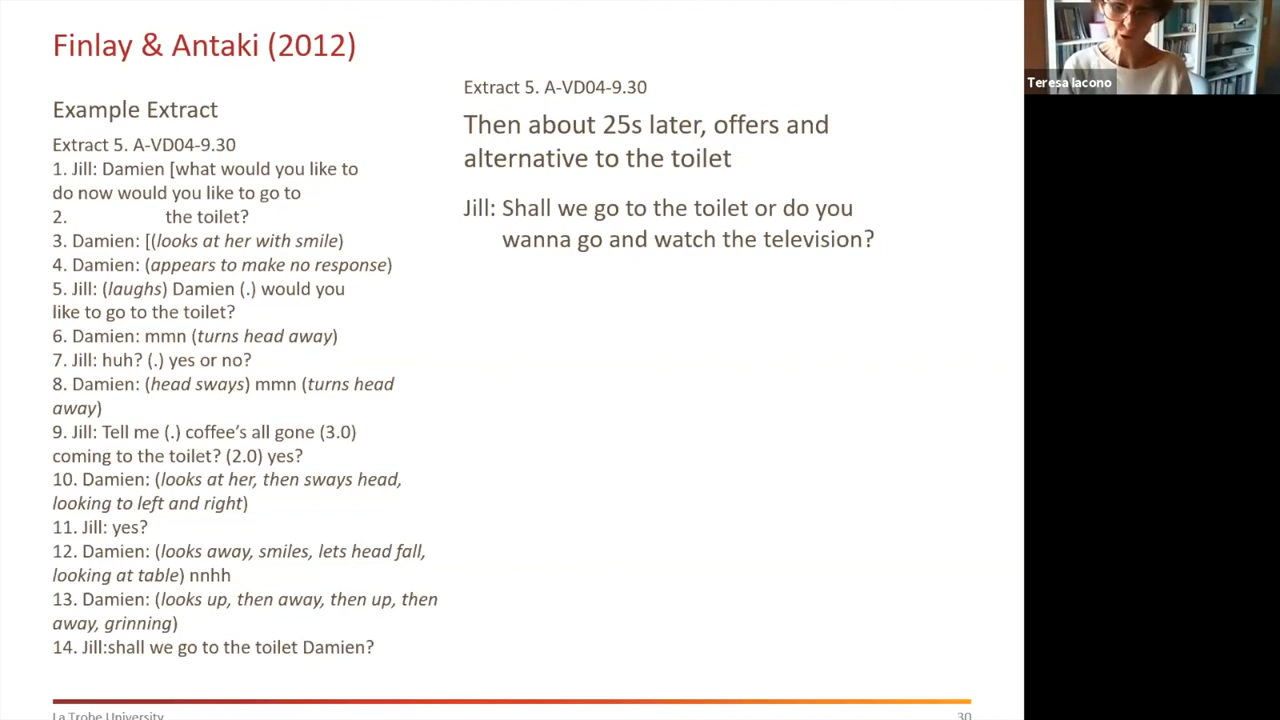 Finlay & Antaki (2012)
Example Extract
Extract 5. A-VD04-9.30
1. Jill: Damien [what would you like to
do now would you like to go to
2. the toilet?
3. Damien: [(looks at her with smile)
4. Damien: (appears to make no response)
5. Jill: (laughs) Damien (.) would you
like to go to the toilet?
6. Damien: mmn (turns head away)
7. Jill: huh? (.) yes or no?
8. Damien: (head sways) mmn (turns head
away)
9. Jill: Tell me (.) coffee’s all gone (3.0)
coming to the toilet? (2.0) yes?
10. Damien: (looks at her, then sways head,
looking to left and right)
11. Jill: yes?
12. Damien: (looks away, smiles, lets head fall,
looking at table) nnhh
13. Damien: (looks up, then away, then up, then
away, grinning)
14. Jill:shall we go to the toilet Damien?
Extract 5. A-VD04-9.30
Then about 25s later, offers and
alternative to the toilet
Jill: Shall we go to the toilet or do you
wanna go and watch the television?
Teresa Iacono
La Trobe University
30